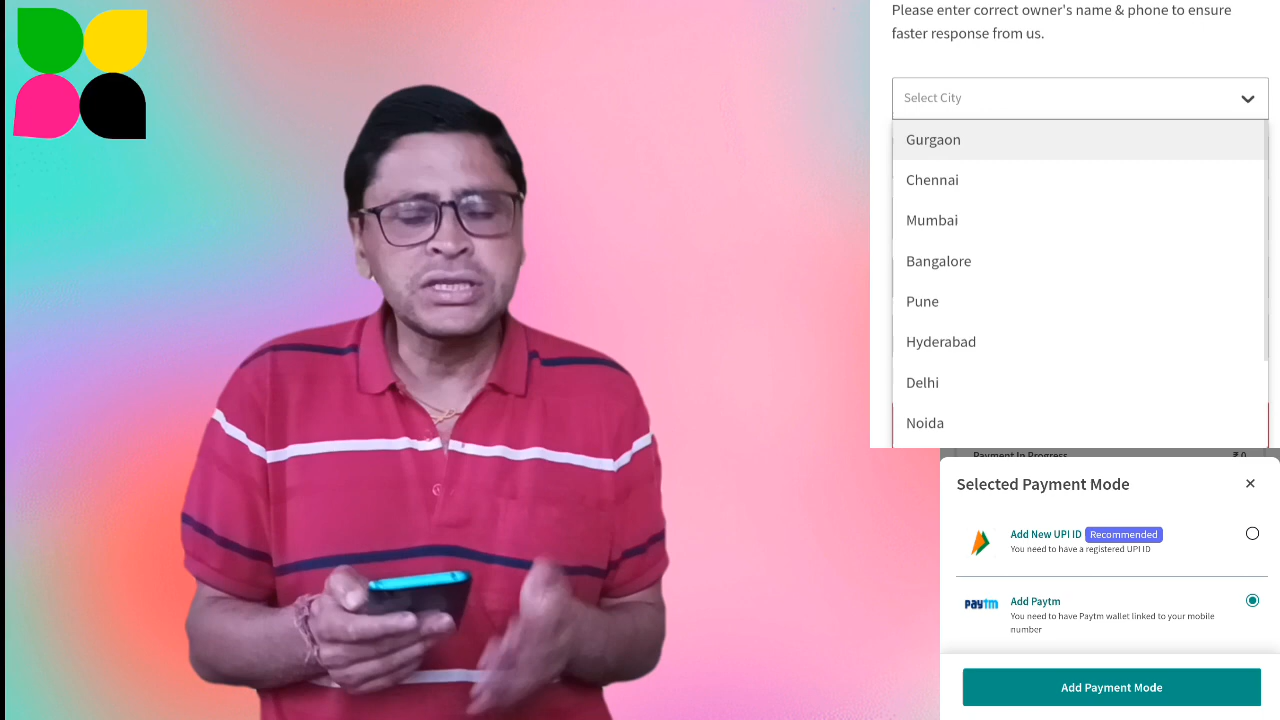 Please enter correct owner's name & phone to ensure
faster response from us.
Select City
Gurgaon
Chennai
Mumbai
Bangalore
Pune
Hyderabad
Delhi
Noida
Payment In Progress ₹ 0
Selected Payment Mode
Add New UPI ID Recommended
You need to have a registered UPI ID
paytm
Add Paytm
You need to have Paytm wallet linked to your mobile
number
Add Payment Mode